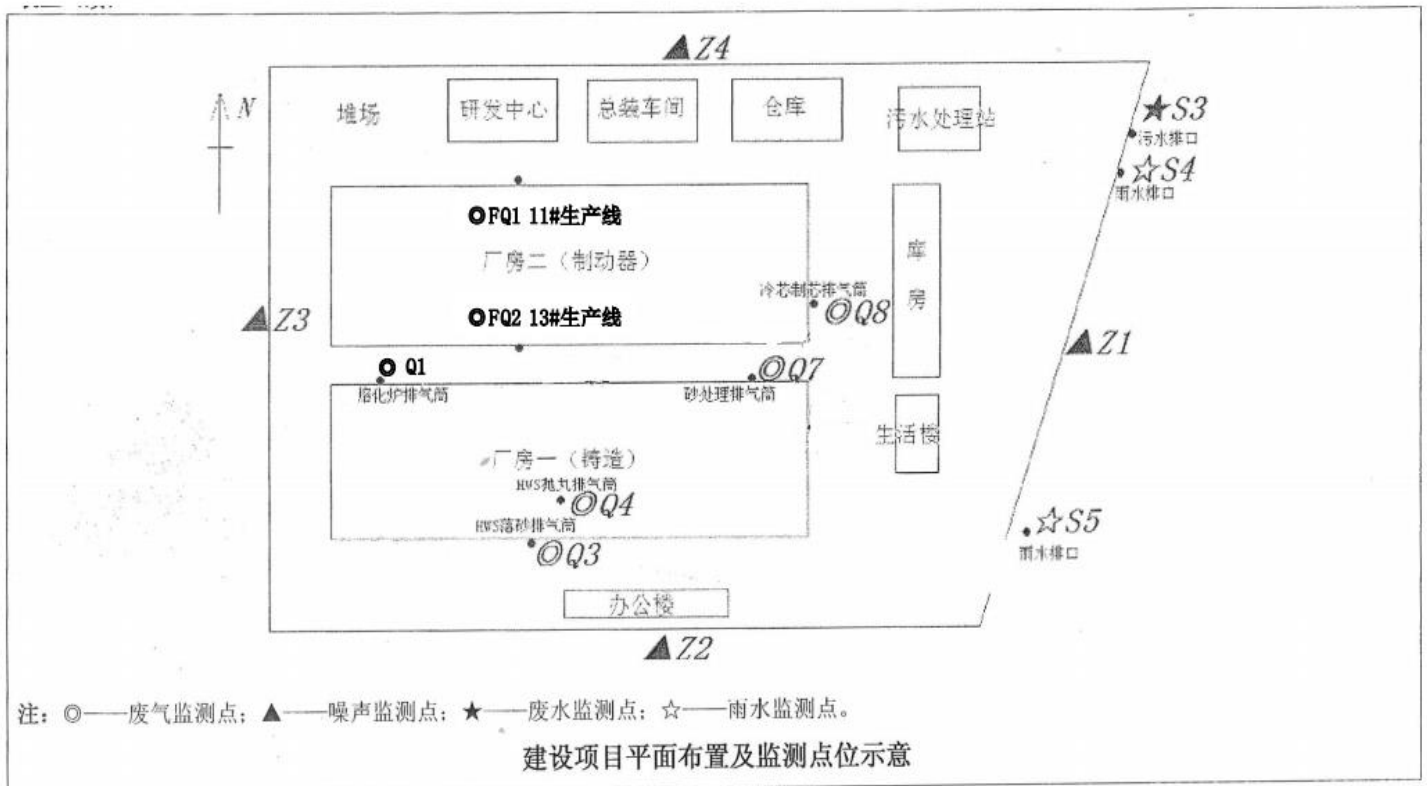 Z4
N
堆场
研发中心
总装车间
仓库
污水处理站
S3
污水排口
S4
雨水排口
FQ1 11#生产线
厂房二（制动器）
库房
冷芯制芯排气筒
Q8
FQ2 13#生产线
Z3
Z1
Q1
熔化炉排气筒
Q7
砂处理排气筒
生活楼
厂房一（铸造）
HWS抛丸排气筒
Q4
HWS落砂排气筒
Q3
S5
雨水排口
办公楼
Z2
注：◎——废气监测点；▲——噪声监测点；★——废水监测点；☆——雨水监测点。
建设项目平面布置及监测点位示意